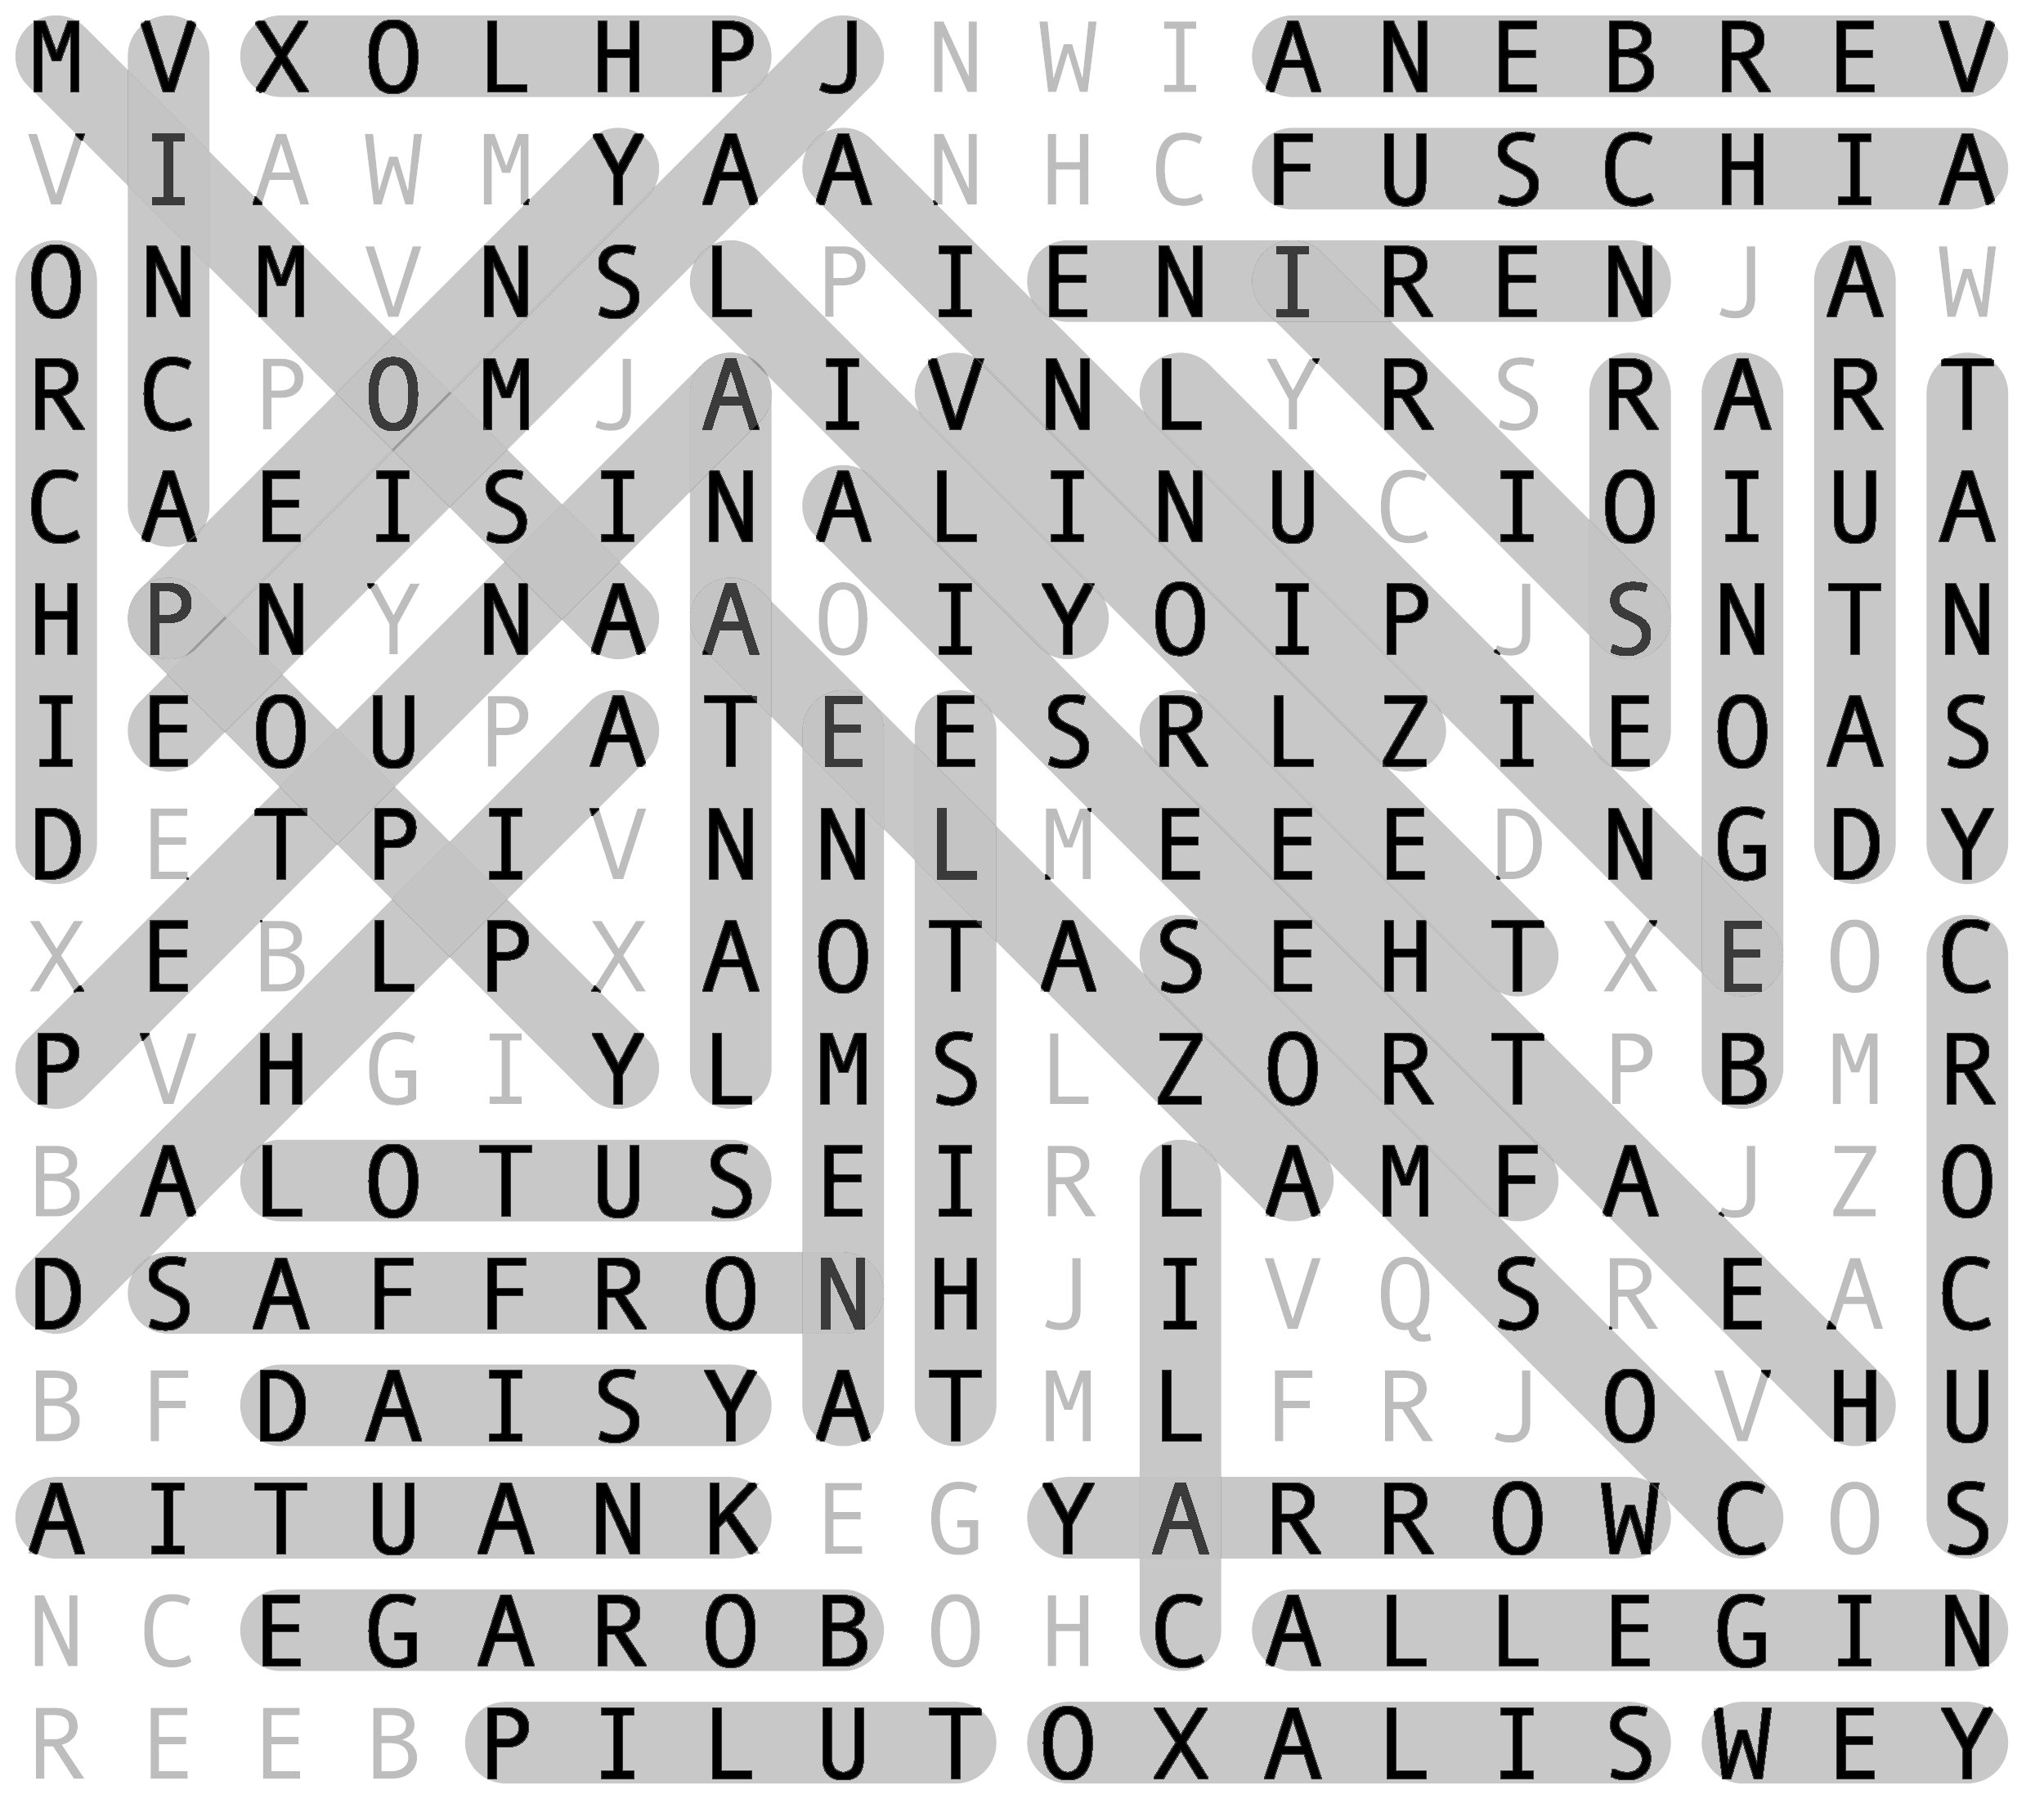 M V X O L H P J N W I A N E B R E V
V I A W M Y A A N H C F U S C H I A
O N M V N S L P I E N I R E N J A W
R C P O M J A I V N L Y R S R A R T
C A E I S I N A L I N U C I O I U A
H P N Y N A A O I Y O I P J S N T N
I E O U P A T E E S R L Z I E O A S
D E T P I V N N L M E E E D N G D Y
X E B L P X A O T A S E H T X E O C
P V H G I Y L M S L Z O R T P B M R
B A L O T U S E I R L A M F A J Z O
D S A F F R O N H J I V Q S R E A C
B F D A I S Y A T M L F R J O V H U
A I T U A N K E G Y A R R O W C O S
N C E G A R O B O H C A L L E G I N
R E E B P I L U T O X A L I S W E Y